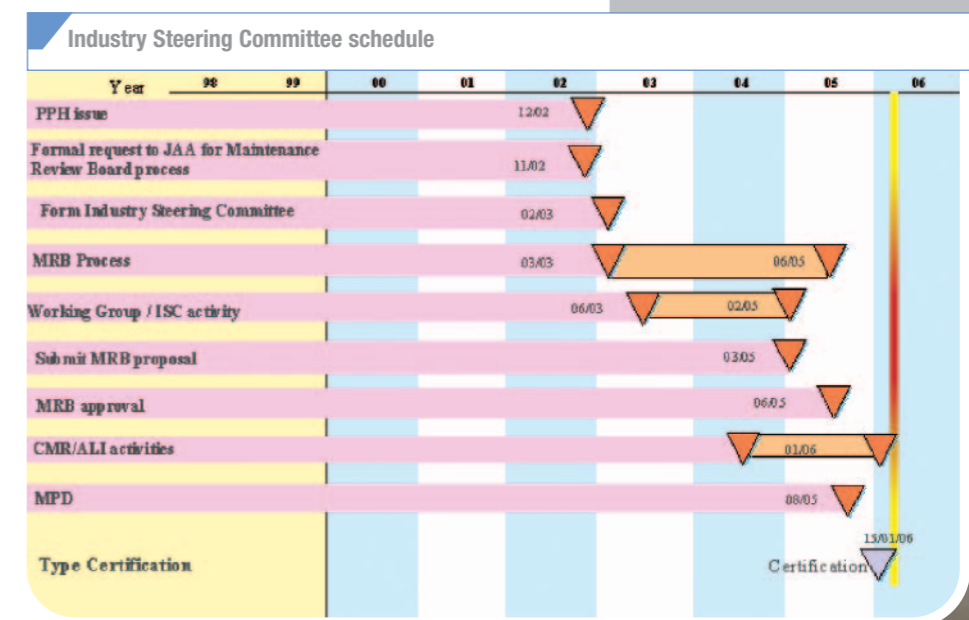 Industry Steering Committee schedule
Year 98 99 00 01 02 03 04 05 06
PPH issue 12/02
Formal request to JAA for Maintenance
Review Board process 11/02
Form Industry Steering Committee 02/03
MRB Process 03/03 06/05
Working Group / ISC activity 06/03 02/05
Submit MRB proposal 03/05
MRB approval 06/05
CMR/ALI activities 01/06
MPD 08/05
15/01/06
Type Certification Certification